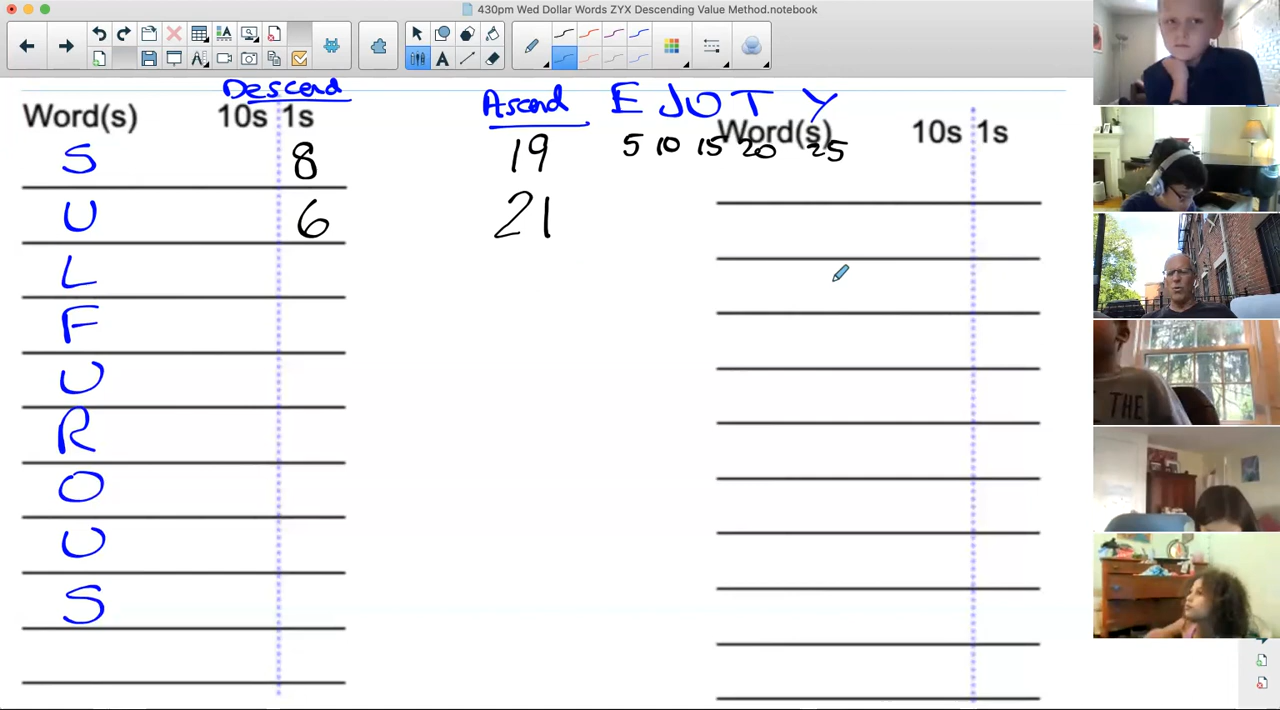 430pm Wed Dollar Words ZYX Descending Value Method.notebook
Descend
Ascend E J O T Y
Word(s) 10s 1s
5 10 15 20 25
Word(s) 10s 1s
S 8 19
U 6 21
L
F
U
R
O
U
S
THE